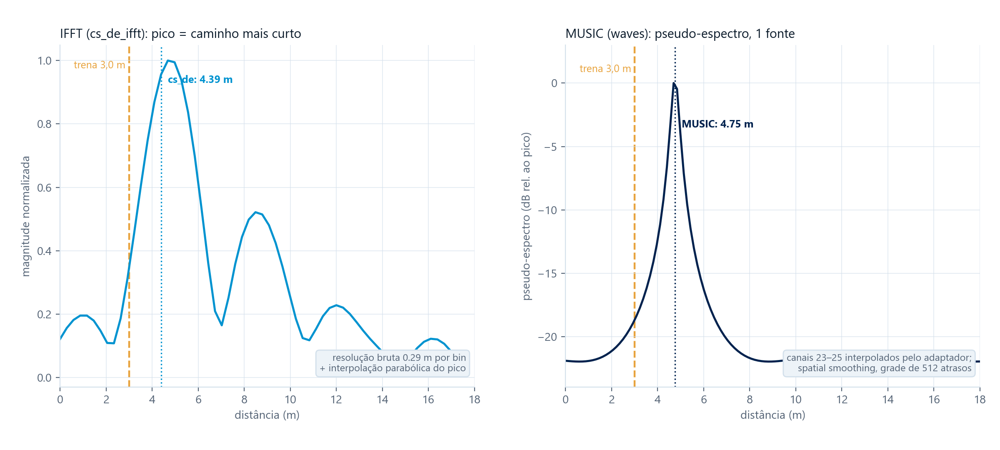 IFFT (cs_de_ifft): pico = caminho mais curto
magnitude normalizada
1.0
0.8
0.6
0.4
0.2
0.0
trena 3,0 m
cs_de: 4.39 m
resolução bruta 0.29 m por bin
+ interpolação parabólica do pico
0 2 4 6 8 10 12 14 16 18
distância (m)
MUSIC (waves): pseudo-espectro, 1 fonte
pseudo-espectro (dB rel. ao pico)
0
−5
−10
−15
−20
trena 3,0 m
MUSIC: 4.75 m
canais 23–25 interpolados pelo adaptador;
spatial smoothing, grade de 512 atrasos
0 2 4 6 8 10 12 14 16 18
distância (m)